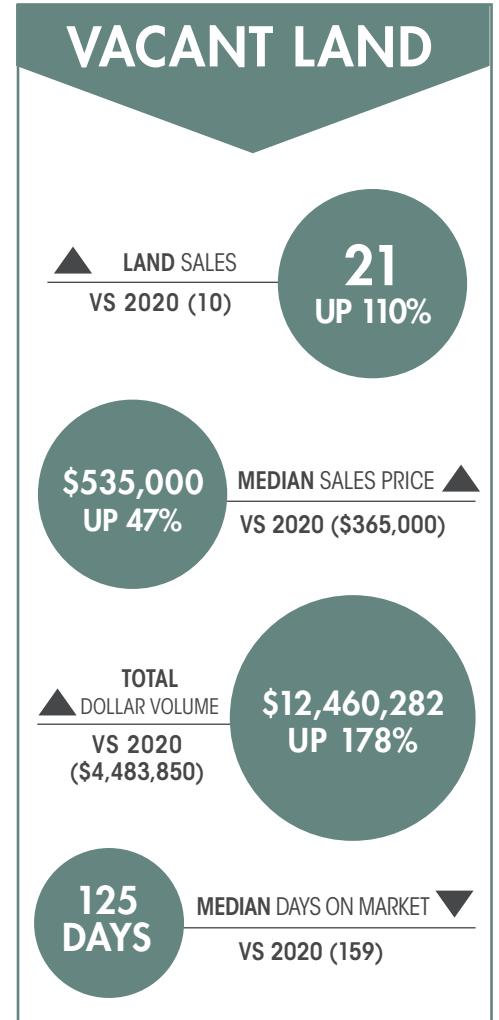 VACANT LAND
LAND SALES
VS 2020 (10)
21
UP 110%
$535,000
UP 47%
MEDIAN SALES PRICE
VS 2020 ($365,000)
TOTAL
DOLLAR VOLUME
VS 2020
($4,483,850)
$12,460,282
UP 178%
125
DAYS
MEDIAN DAYS ON MARKET
VS 2020 (159)